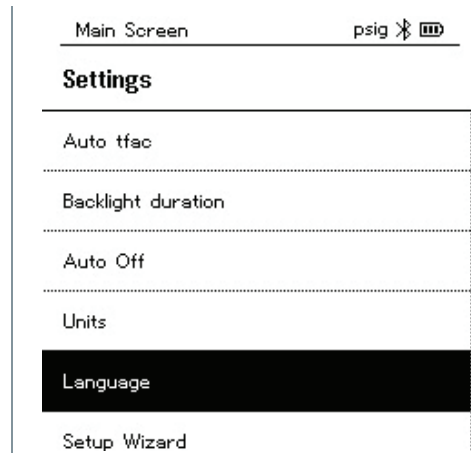 Main Screen psig
Settings
Auto tfac
Backlight duration
Auto Off
Units
Language
Setup Wizard